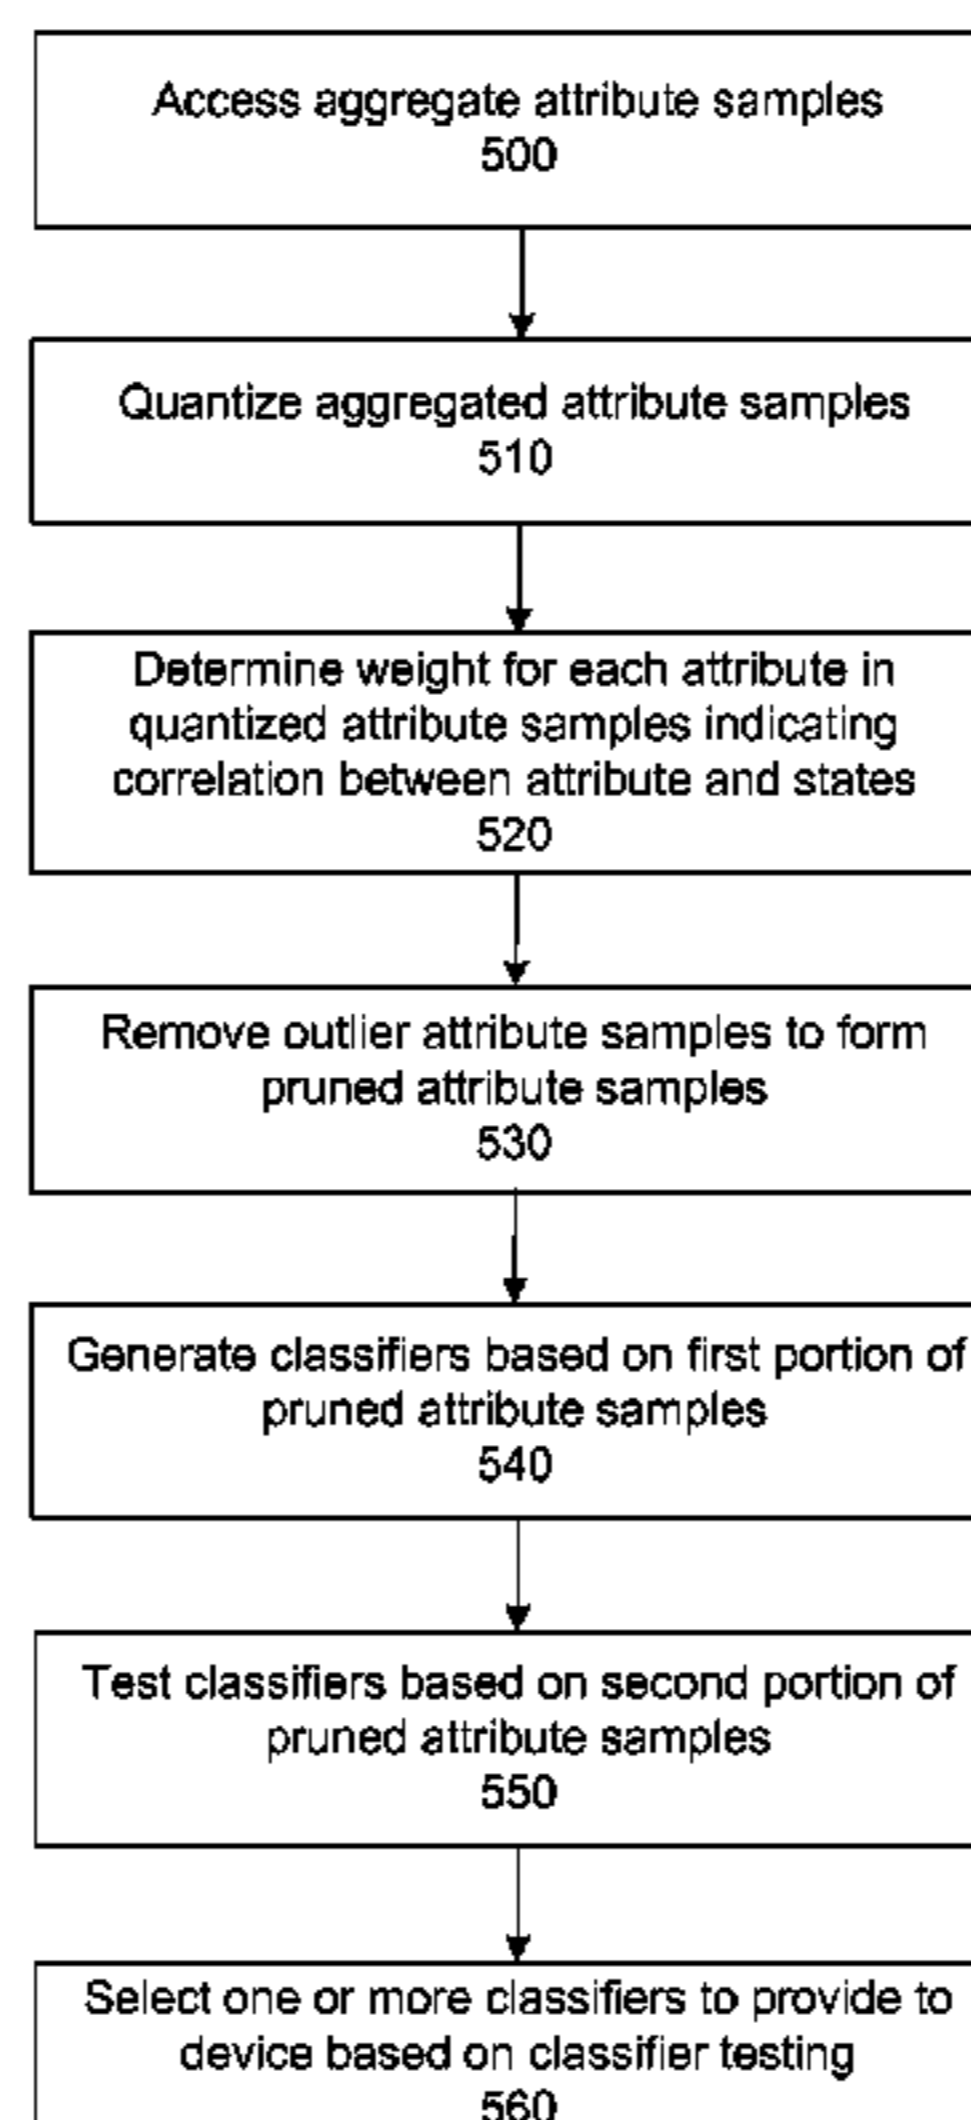 Access aggregate attribute samples
500
Quantize aggregated attribute samples
510
Determine weight for each attribute in
quantized attribute samples indicating
correlation between attribute and states
520
Remove outlier attribute samples to form
pruned attribute samples
530
Generate classifiers based on first portion of
pruned attribute samples
540
Test classifiers based on second portion of
pruned attribute samples
550
Select one or more classifiers to provide to
device based on classifier testing
560